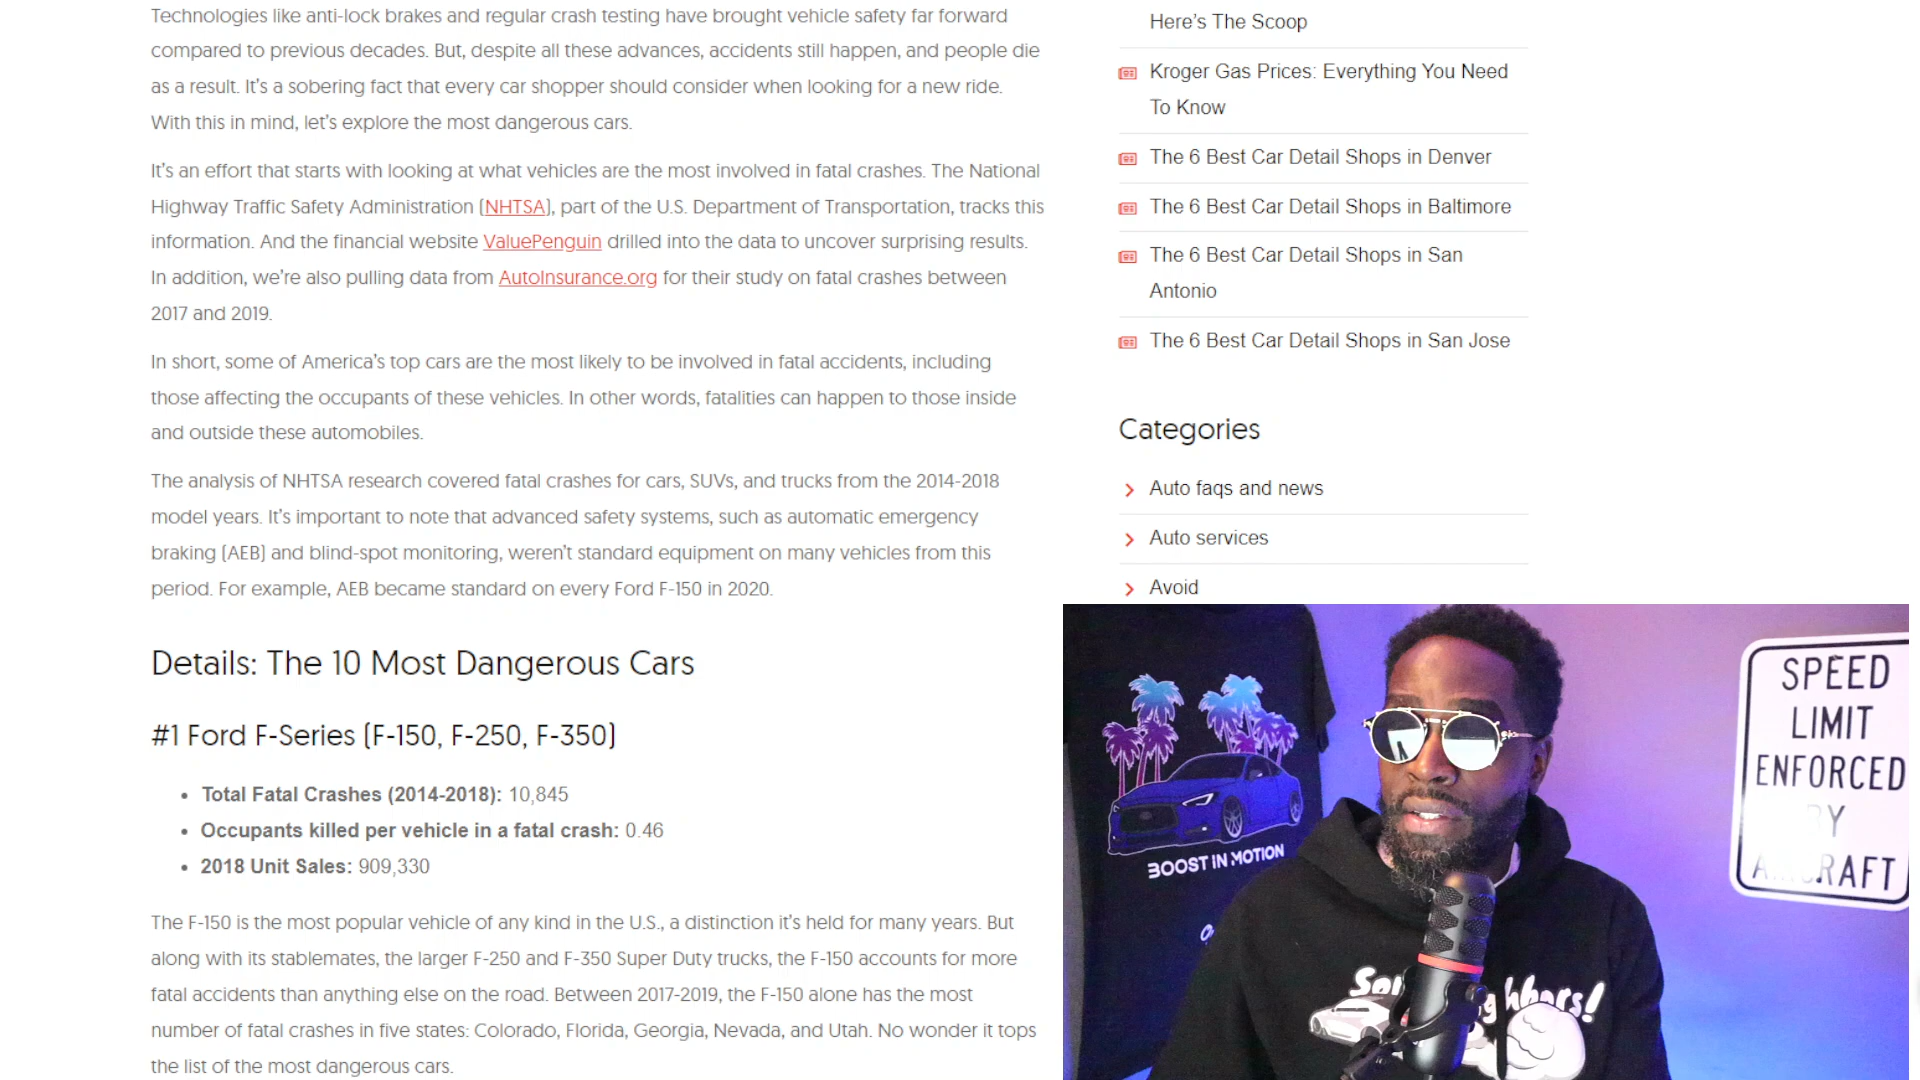 Technologies like anti-lock brakes and regular crash testing have brought vehicle safety far forward
compared to previous decades. But, despite all these advances, accidents still happen, and people die
as a result. It's a sobering fact that every car shopper should consider when looking for a new ride.
With this in mind, let's explore the most dangerous cars.
It's an effort that starts with looking at what vehicles are the most involved in fatal crashes. The National
Highway Traffic Safety Administration (NHTSA), part of the U.S. Department of Transportation, tracks this
information. And the financial website ValuePenguin drilled into the data to uncover surprising results.
In addition, we're also pulling data from AutoInsurance.org for their study on fatal crashes between
2017 and 2019.
In short, some of America's top cars are the most likely to be involved in fatal accidents, including
those affecting the occupants of these vehicles. In other words, fatalities can happen to those inside
and outside these automobiles.
The analysis of NHTSA research covered fatal crashes for cars, SUVs, and trucks from the 2014-2018
model years. It's important to note that advanced safety systems, such as automatic emergency
braking (AEB) and blind-spot monitoring, weren't standard equipment on many vehicles from this
period. For example, AEB became standard on every Ford F-150 in 2020.
Details: The 10 Most Dangerous Cars
#1 Ford F-Series (F-150, F-250, F-350)
• Total Fatal Crashes (2014-2018): 10,845
• Occupants killed per vehicle in a fatal crash: 0.46
• 2018 Unit Sales: 909,330
The F-150 is the most popular vehicle of any kind in the U.S., a distinction it's held for many years. But
along with its stablemates, the larger F-250 and F-350 Super Duty trucks, the F-150 accounts for more
fatal accidents than anything else on the road. Between 2017-2019, the F-150 alone has the most
number of fatal crashes in five states: Colorado, Florida, Georgia, Nevada, and Utah. No wonder it tops
the list of the most dangerous cars.
Here's The Scoop
Kroger Gas Prices: Everything You Need
To Know
The 6 Best Car Detail Shops in Denver
The 6 Best Car Detail Shops in Baltimore
The 6 Best Car Detail Shops in San
Antonio
The 6 Best Car Detail Shops in San Jose
Categories
Auto faqs and news
Auto services
Avoid
BOOST IN MOTION
SPEED
LIMIT
ENFORCED
BY
AIRCRAFT